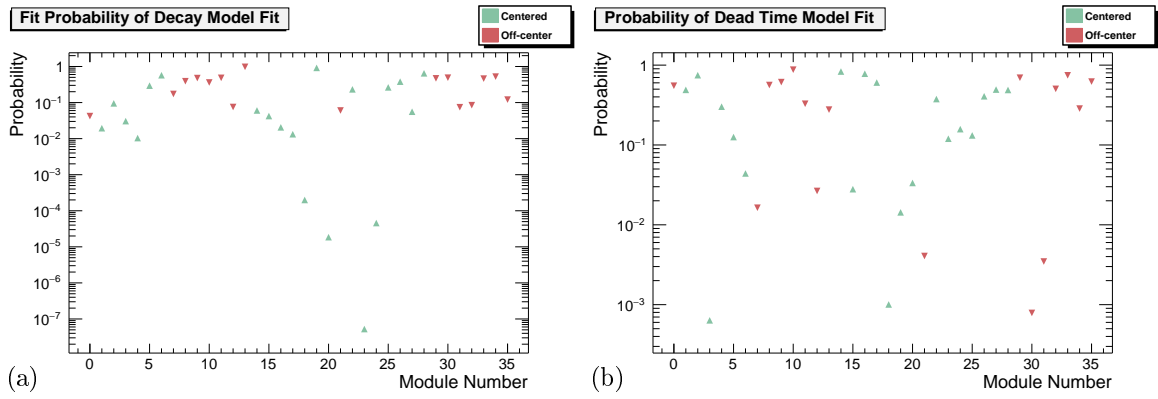 Fit Probability of Decay Model Fit
Centered
Off-center
Probability
1
10⁻¹
10⁻²
10⁻³
10⁻⁴
10⁻⁵
10⁻⁶
10⁻⁷
0 5 10 15 20 25 30 35
Module Number
(a)
Probability of Dead Time Model Fit
Centered
Off-center
Probability
1
10⁻¹
10⁻²
10⁻³
0 5 10 15 20 25 30 35
Module Number
(b)